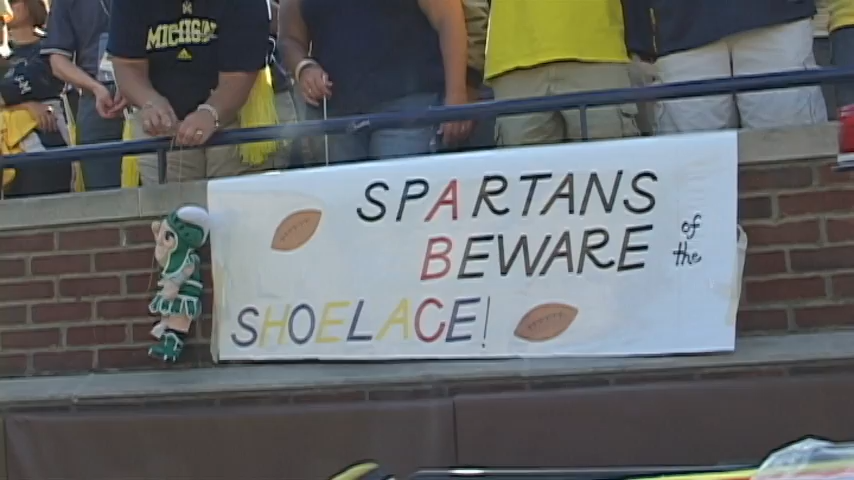 MICHIGAN
SPARTANS
BEWARE of
the
SHOELACE!